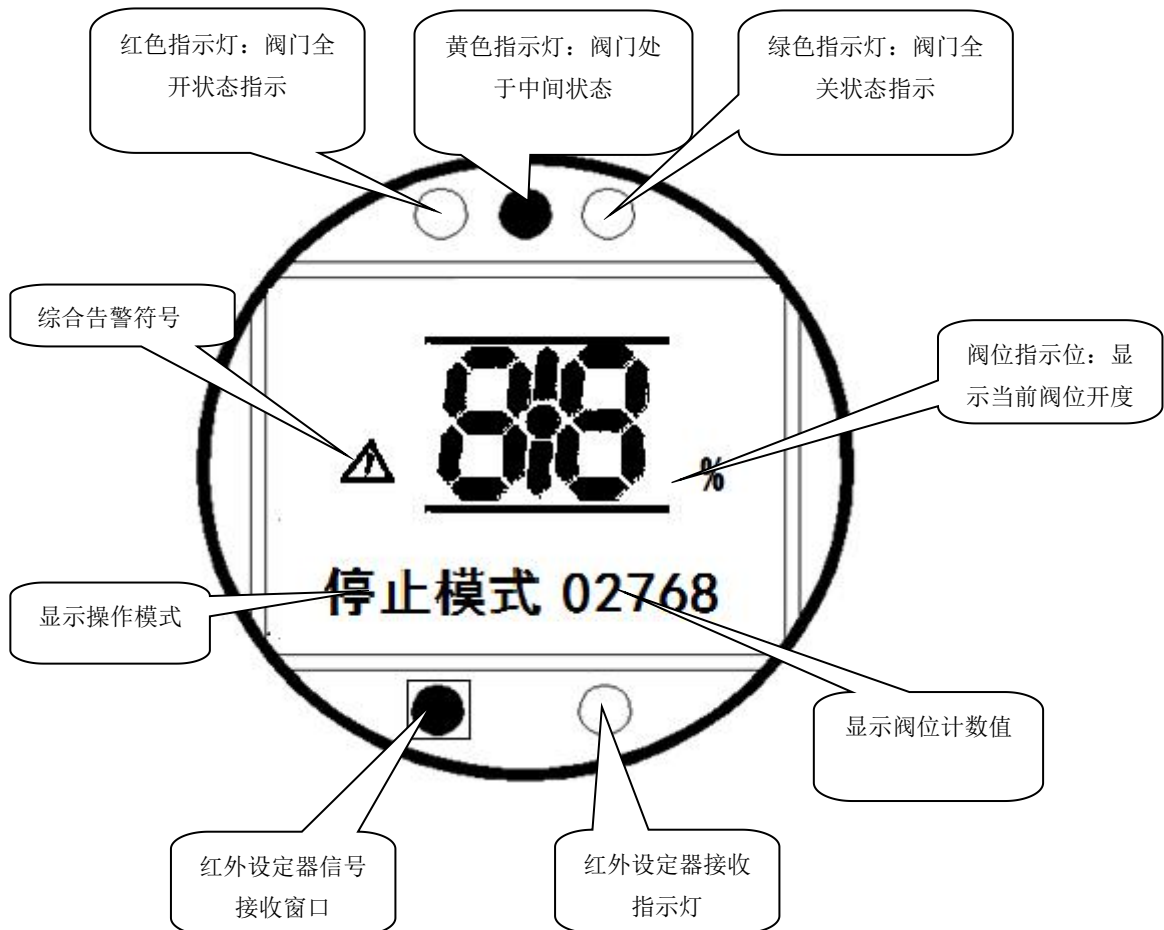 红色指示灯：阀门全
开状态指示
黄色指示灯：阀门处
于中间状态
绿色指示灯：阀门全
关状态指示
综合告警符号
阀位指示位：显
示当前阀位开度
%
停止模式 02768
显示操作模式
显示阀位计数值
红外设定器信号
接收窗口
红外设定器接收
指示灯